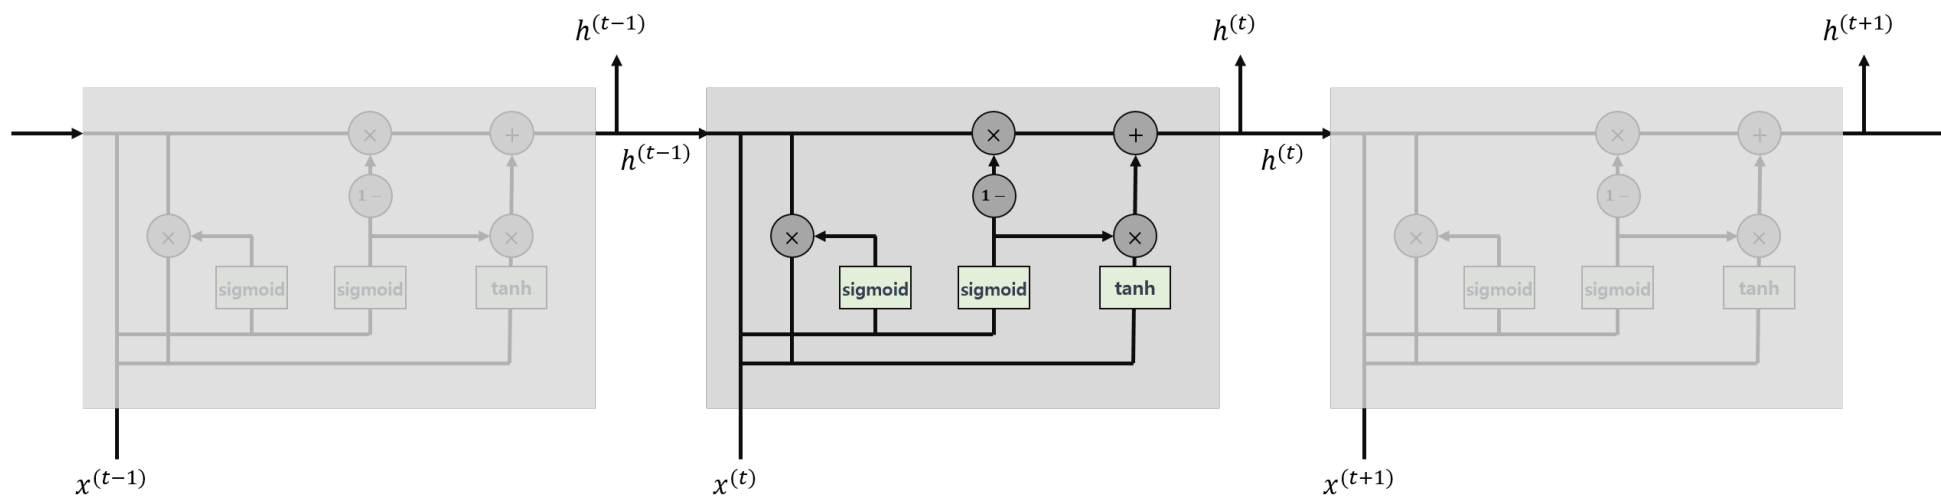 h^(t−1)
h^(t)
h^(t+1)
× + × + × +
h^(t−1)
h^(t)
1 − 1 − 1 −
× × × × × ×
sigmoid sigmoid tanh sigmoid sigmoid tanh sigmoid sigmoid tanh
x^(t−1)
x^(t)
x^(t+1)